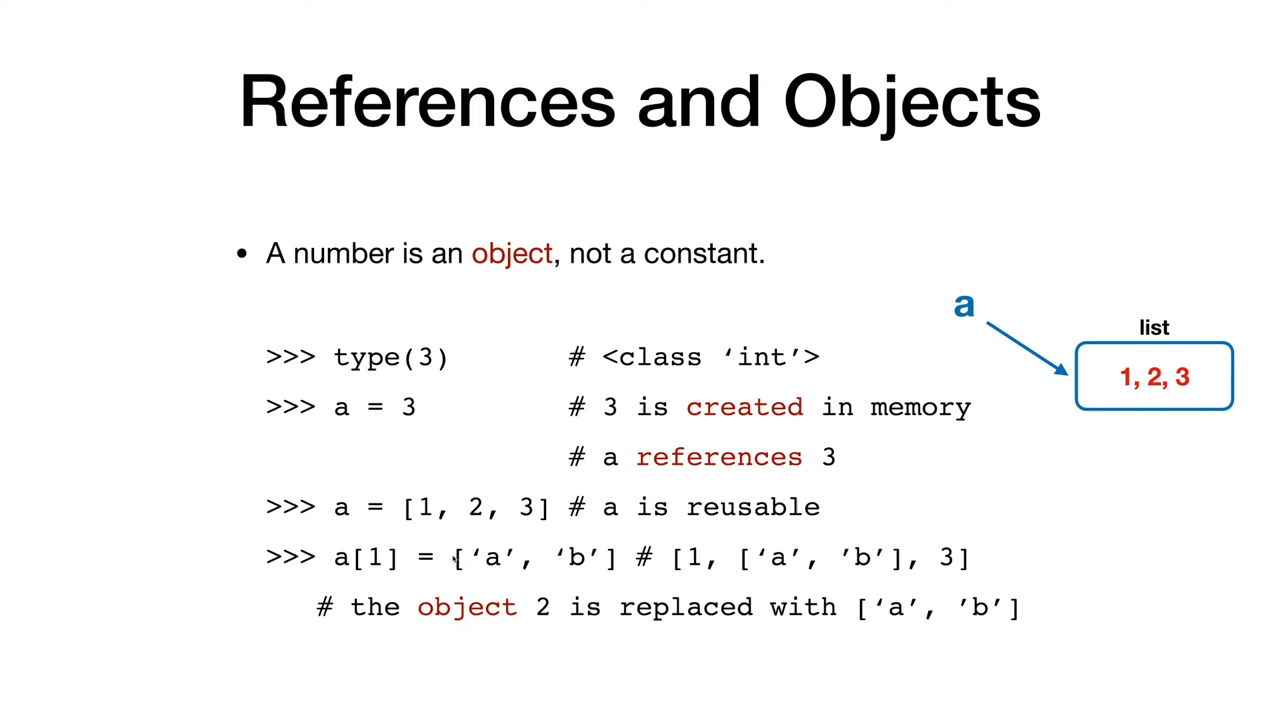 References and Objects
• A number is an object, not a constant.
a
list
1, 2, 3
>>> type(3) # <class ‘int’>
>>> a = 3 # 3 is created in memory
# a references 3
>>> a = [1, 2, 3] # a is reusable
>>> a[1] = [‘a’, ‘b’] # [1, [‘a’, ’b’], 3]
# the object 2 is replaced with [‘a’, ’b’]